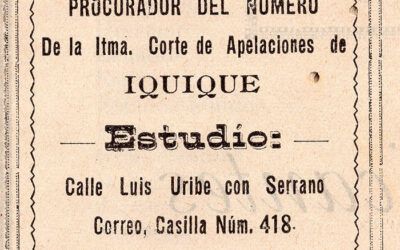 PROCURADOR DEL NÚMERO
De la Itma. Corte de Apelaciones de
IQUIQUE
Estudio:
Calle Luis Uribe con Serrano
Correo, Casilla Núm. 418